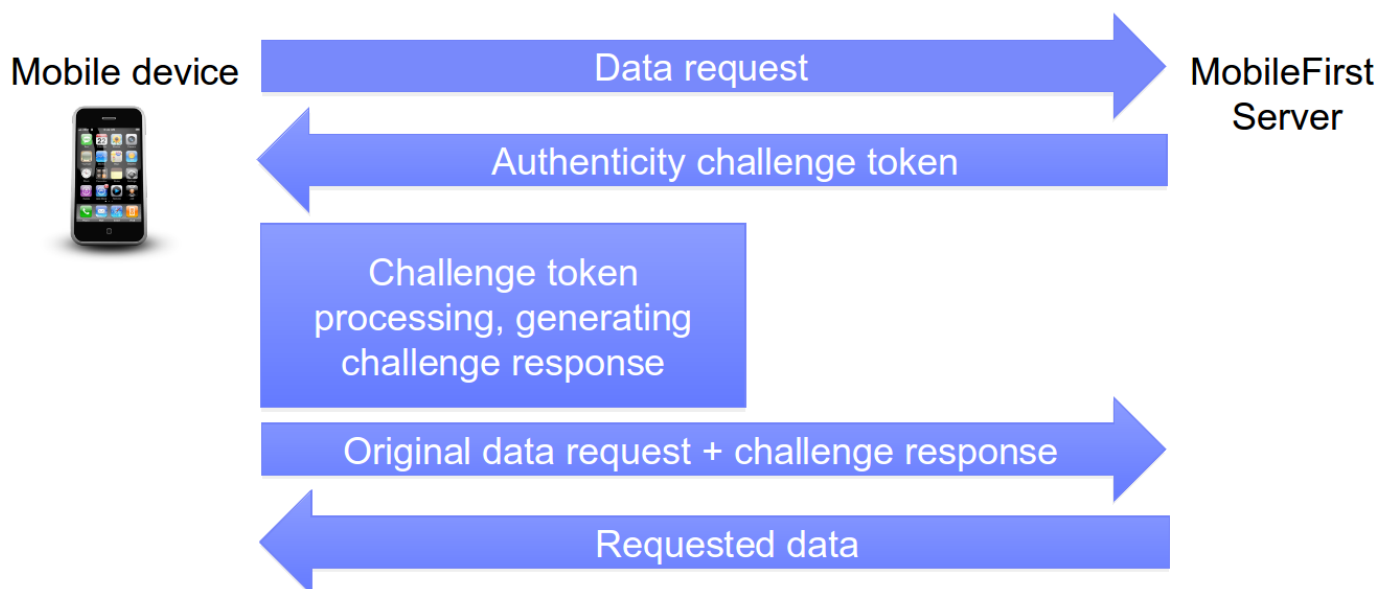 Data request
Mobile device
MobileFirst
Server
Authenticity challenge token
Challenge token
processing, generating
challenge response
Original data request + challenge response
Requested data